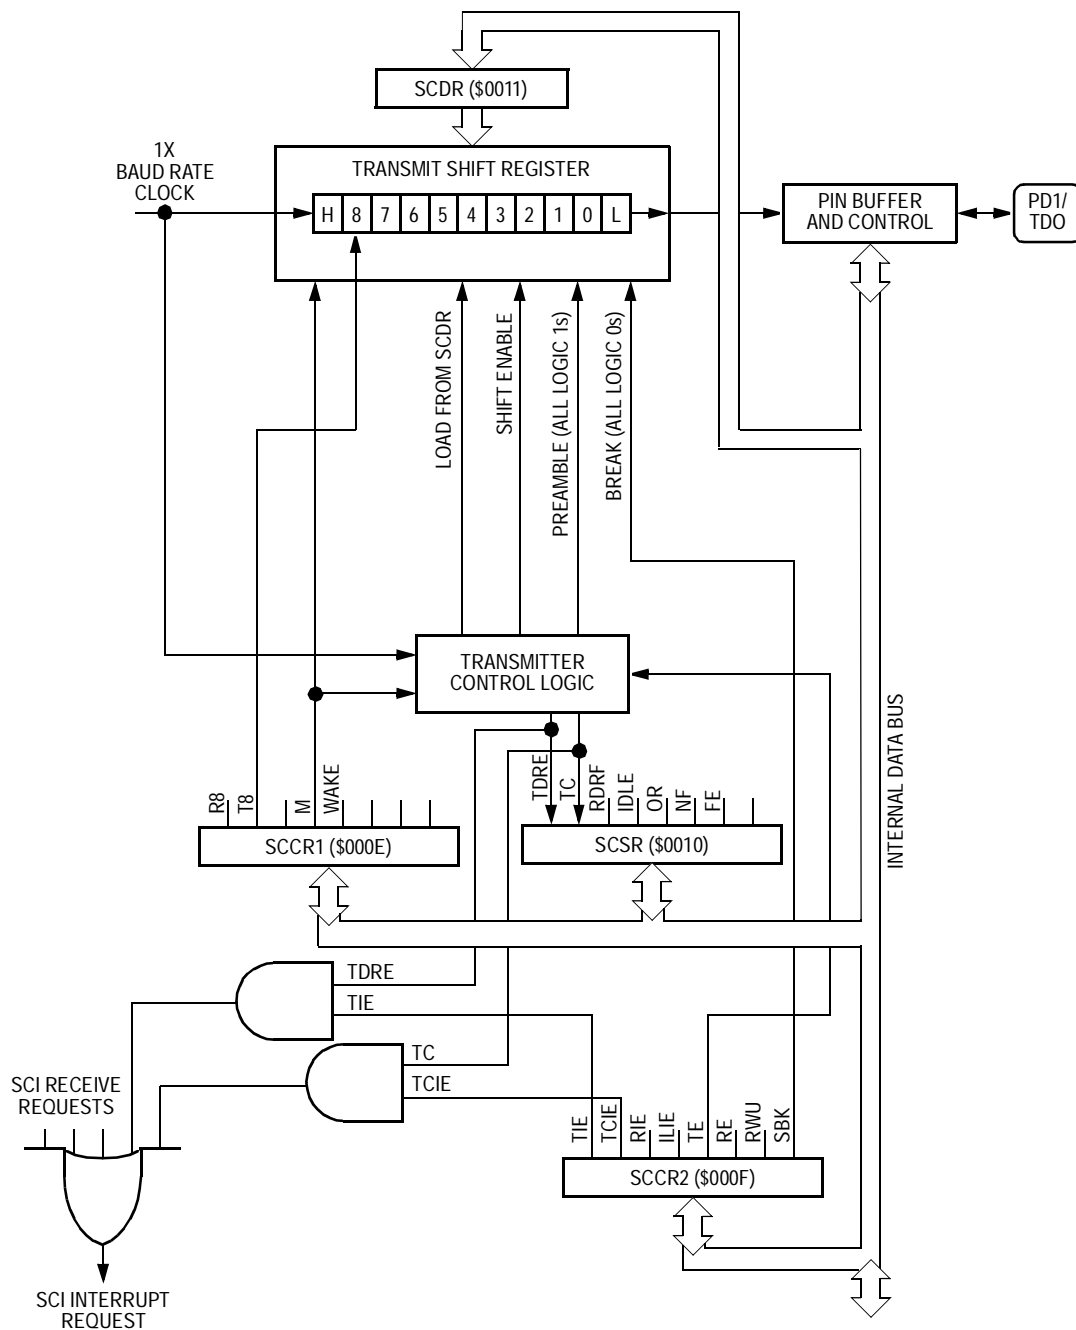 SCDR ($0011)
1X
BAUD RATE
CLOCK
TRANSMIT SHIFT REGISTER
H 8 7 6 5 4 3 2 1 0 L
PIN BUFFER
AND CONTROL
PD1/
TDO
LOAD FROM SCDR
SHIFT ENABLE
PREAMBLE (ALL LOGIC 1s)
BREAK (ALL LOGIC 0s)
TRANSMITTER
CONTROL LOGIC
INTERNAL DATA BUS
R8
T8
M
WAKE
SCCR1 ($000E)
TDRE
TC
RDRF
IDLE
OR
NF
FE
SCSR ($0010)
TDRE
TIE
TC
TCIE
SCI RECEIVE
REQUESTS
TIE
TCIE
RIE
ILIE
TE
RE
RWU
SBK
SCCR2 ($000F)
SCI INTERRUPT
REQUEST